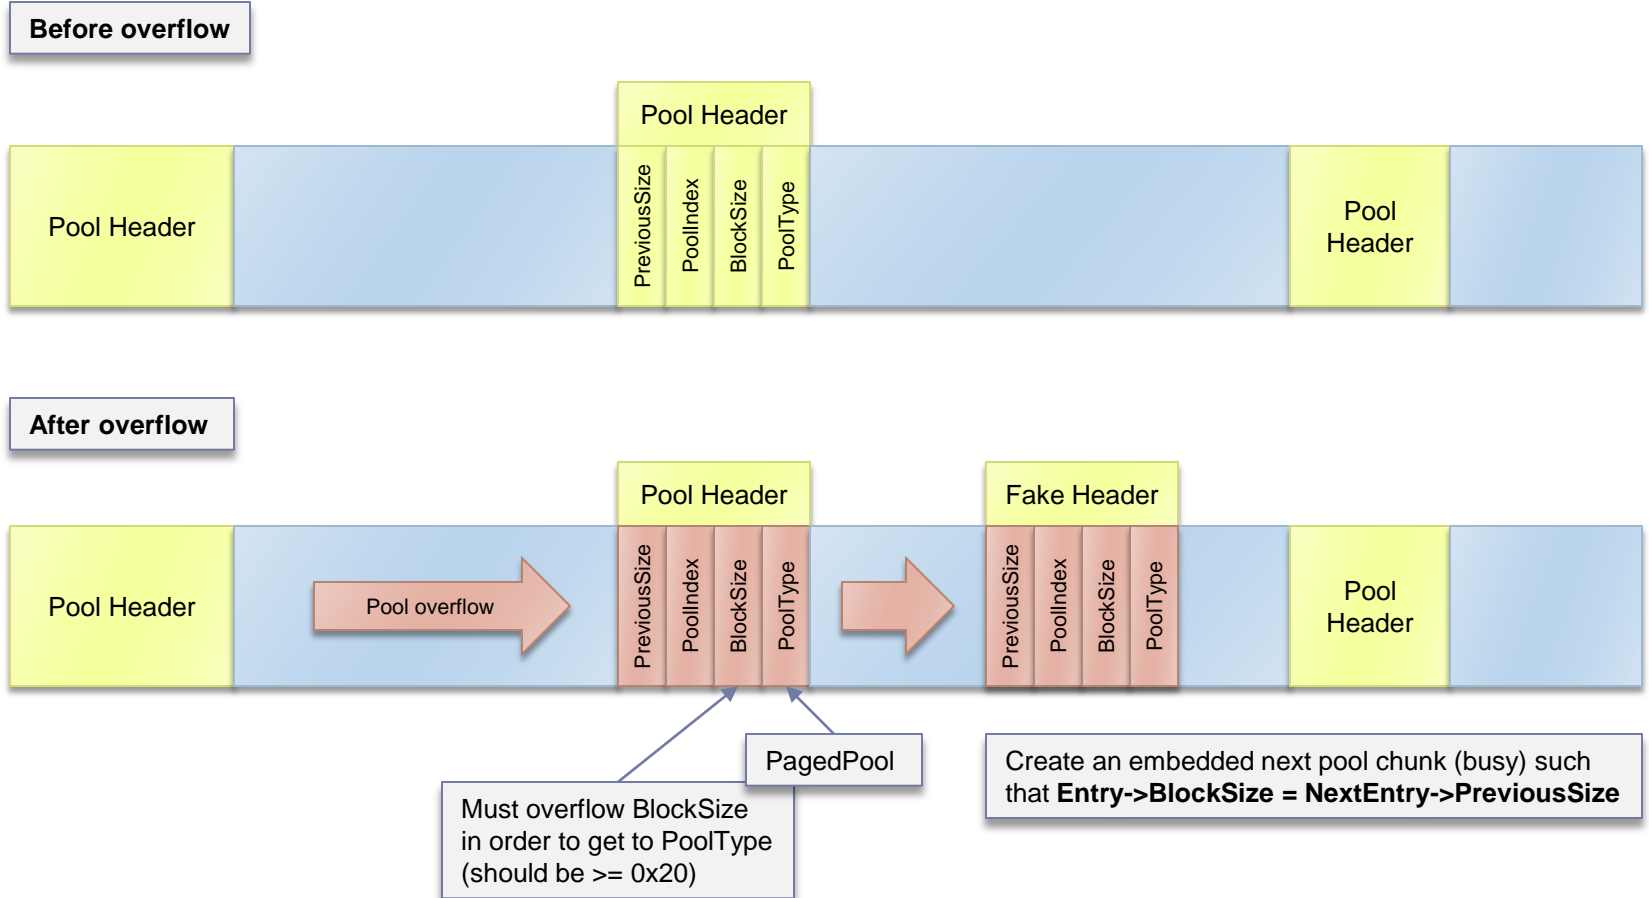 Before overflow
Pool Header
Pool Header
PreviousSize
PoolIndex
BlockSize
PoolType
Pool
Header
After overflow
Pool Header
Pool overflow
Pool Header
PreviousSize
PoolIndex
BlockSize
PoolType
Fake Header
PreviousSize
PoolIndex
BlockSize
PoolType
Pool
Header
PagedPool
Must overflow BlockSize
in order to get to PoolType
(should be >= 0x20)
Create an embedded next pool chunk (busy) such
that Entry->BlockSize = NextEntry->PreviousSize